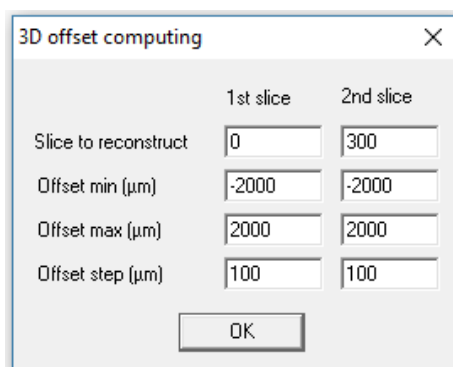 3D offset computing
1st slice 2nd slice
Slice to reconstruct 0 300
Offset min (µm) -2000 -2000
Offset max (µm) 2000 2000
Offset step (µm) 100 100
OK